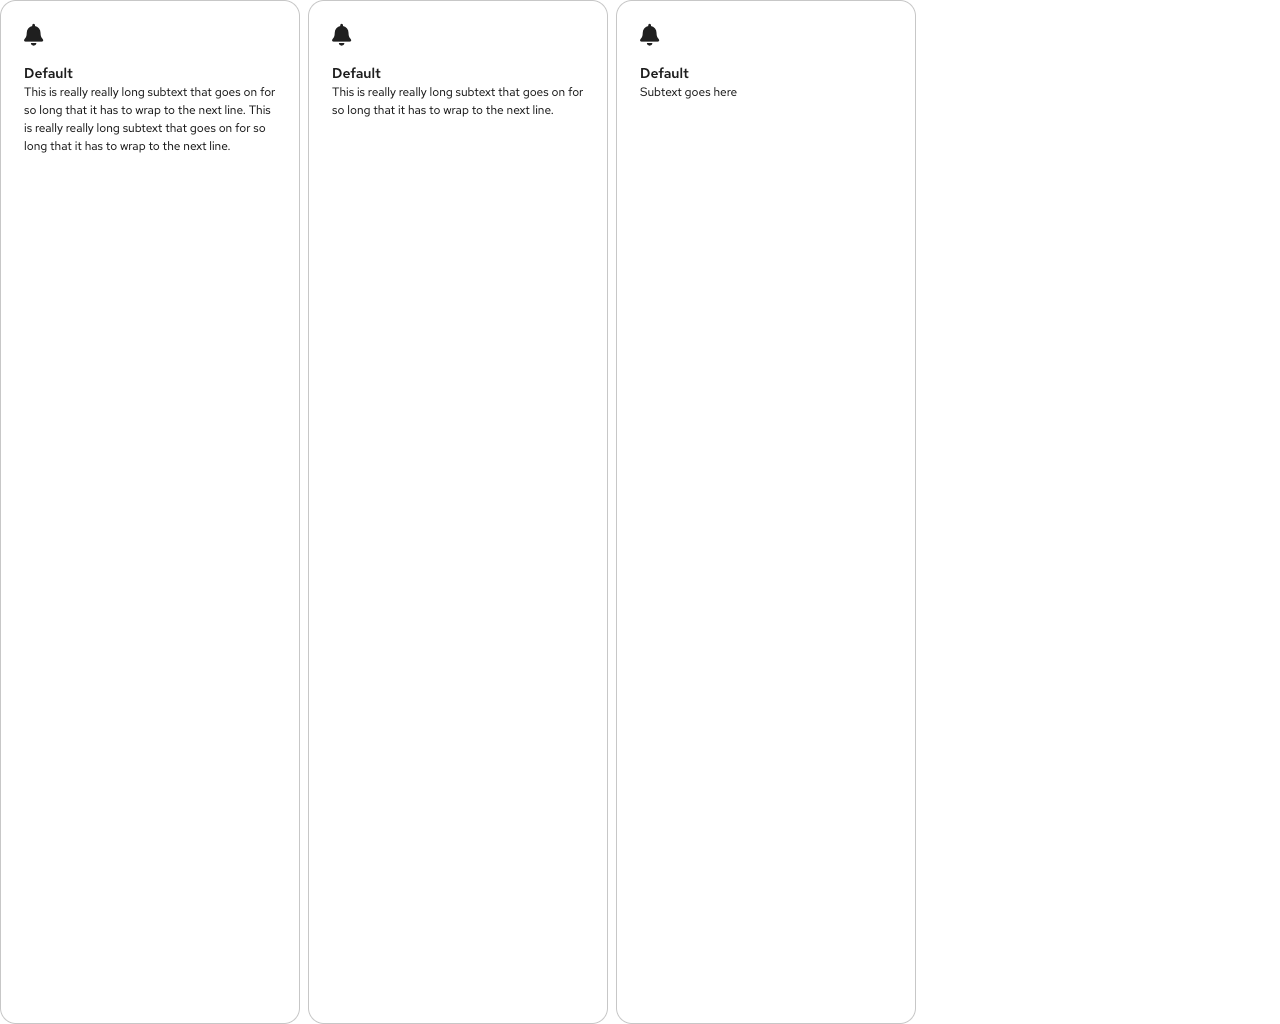 Default
This is really really long subtext that goes on for
so long that it has to wrap to the next line. This
is really really long subtext that goes on for so
long that it has to wrap to the next line.
Default
This is really really long subtext that goes on for
so long that it has to wrap to the next line.
Default
Subtext goes here